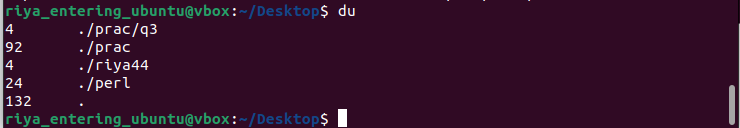 riya_entering_ubuntu@vbox:~/Desktop$ du
4       ./prac/q3
92      ./prac
4       ./riya44
24      ./perl
132     .
riya_entering_ubuntu@vbox:~/Desktop$